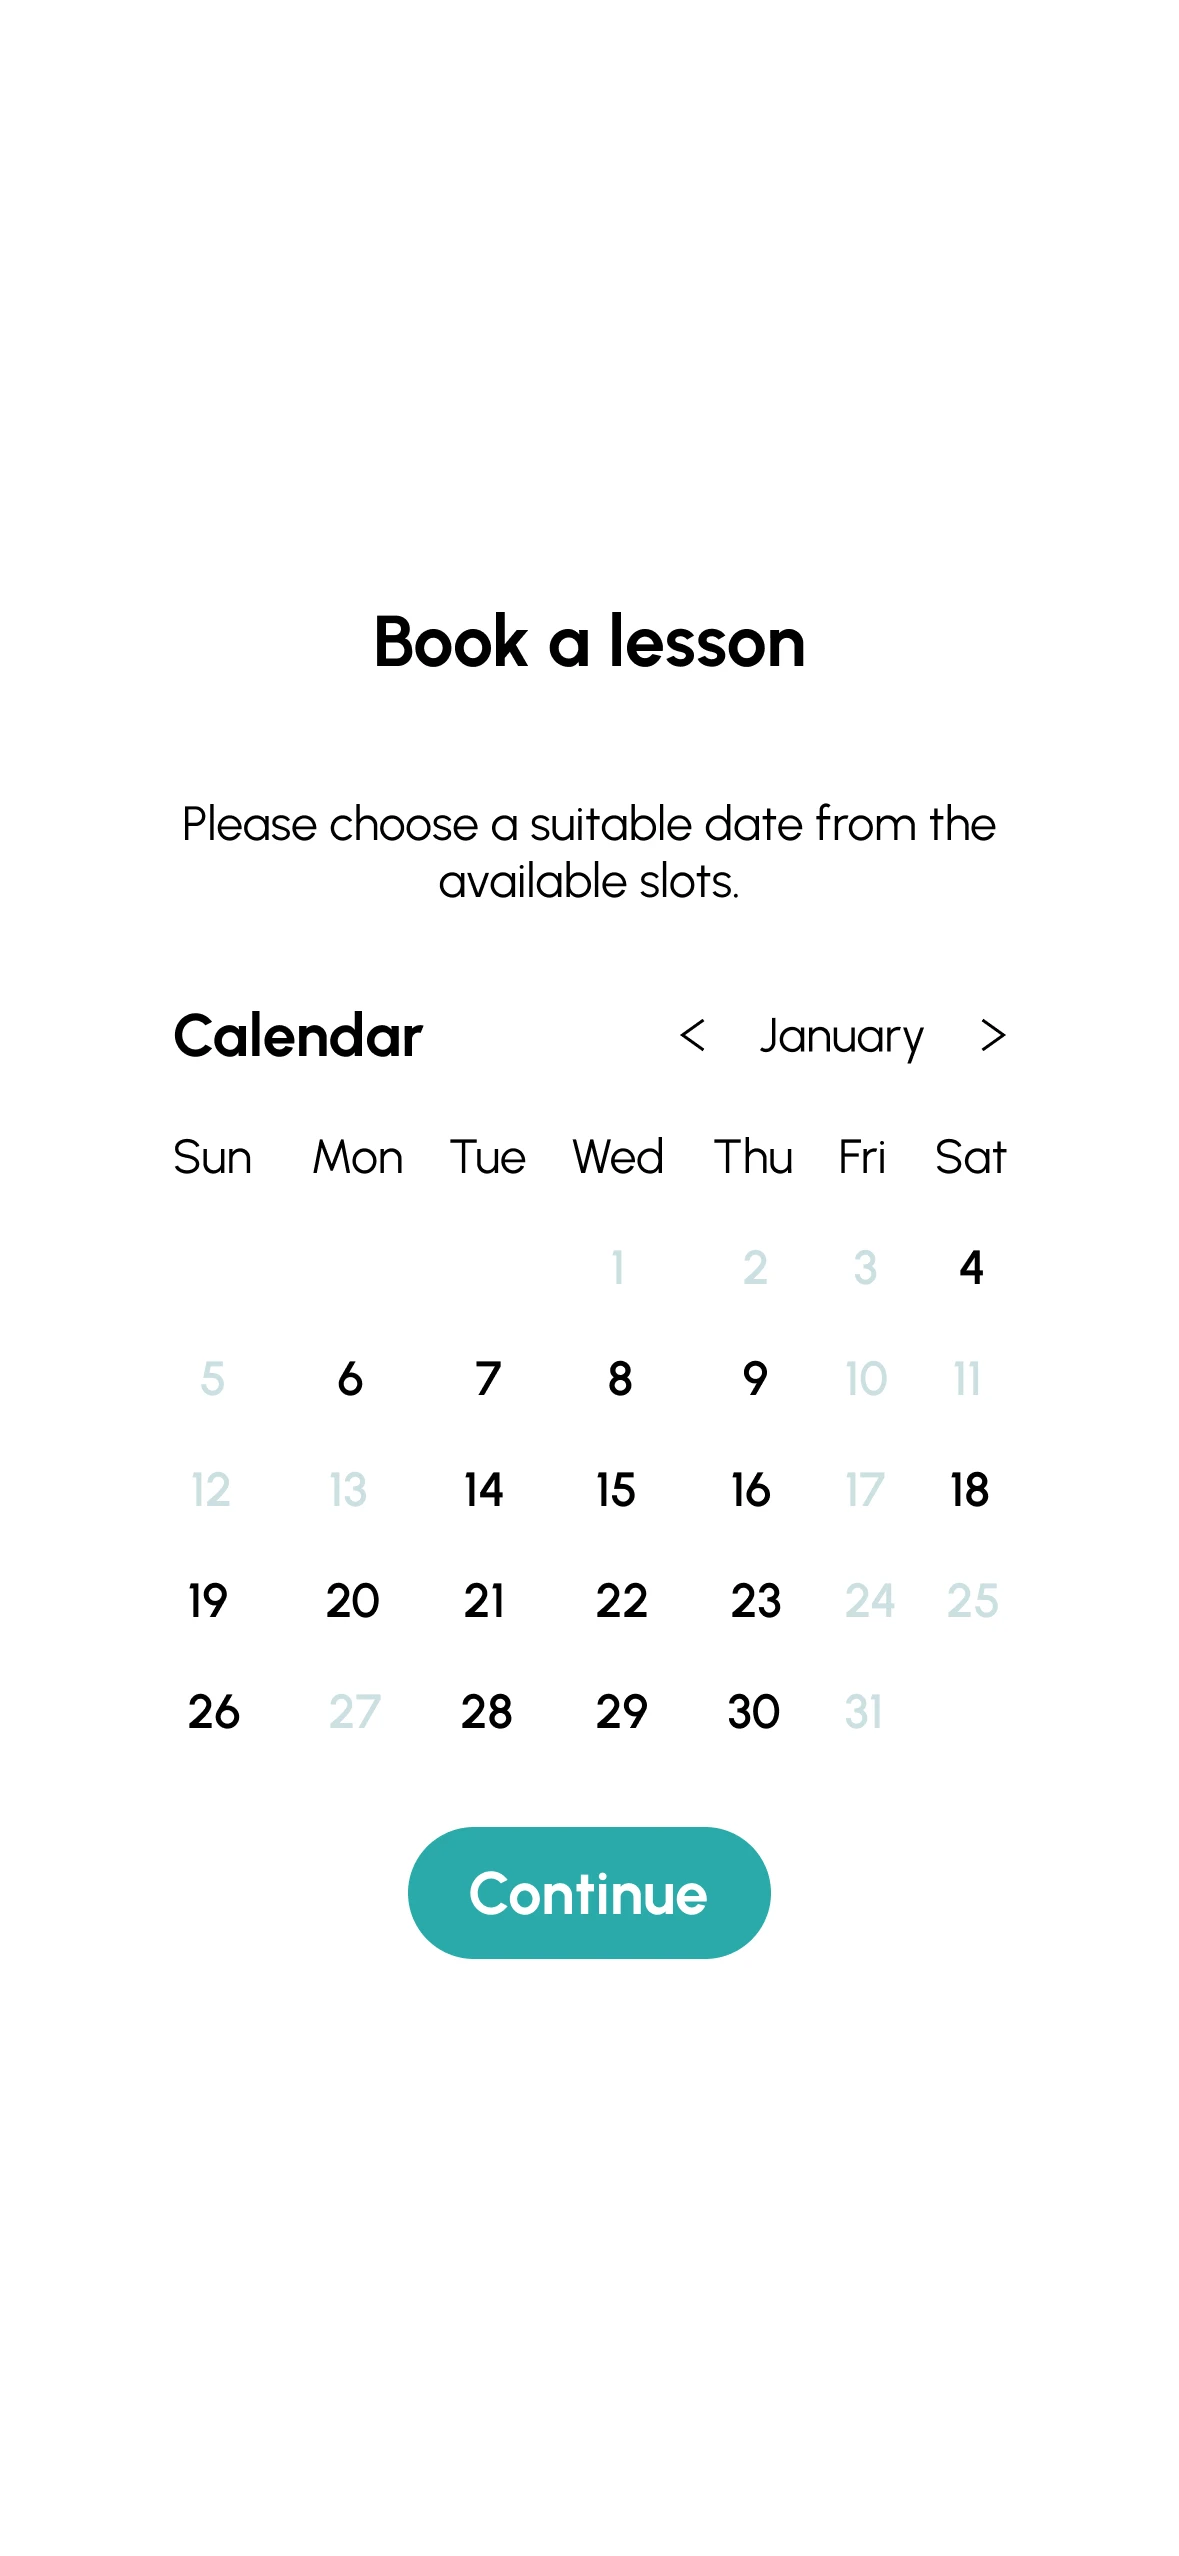 Book a lesson
Please choose a suitable date from the
available slots.
Calendar < January >
Sun Mon Tue Wed Thu Fri Sat
1 2 3 4
5 6 7 8 9 10 11
12 13 14 15 16 17 18
19 20 21 22 23 24 25
26 27 28 29 30 31
Continue